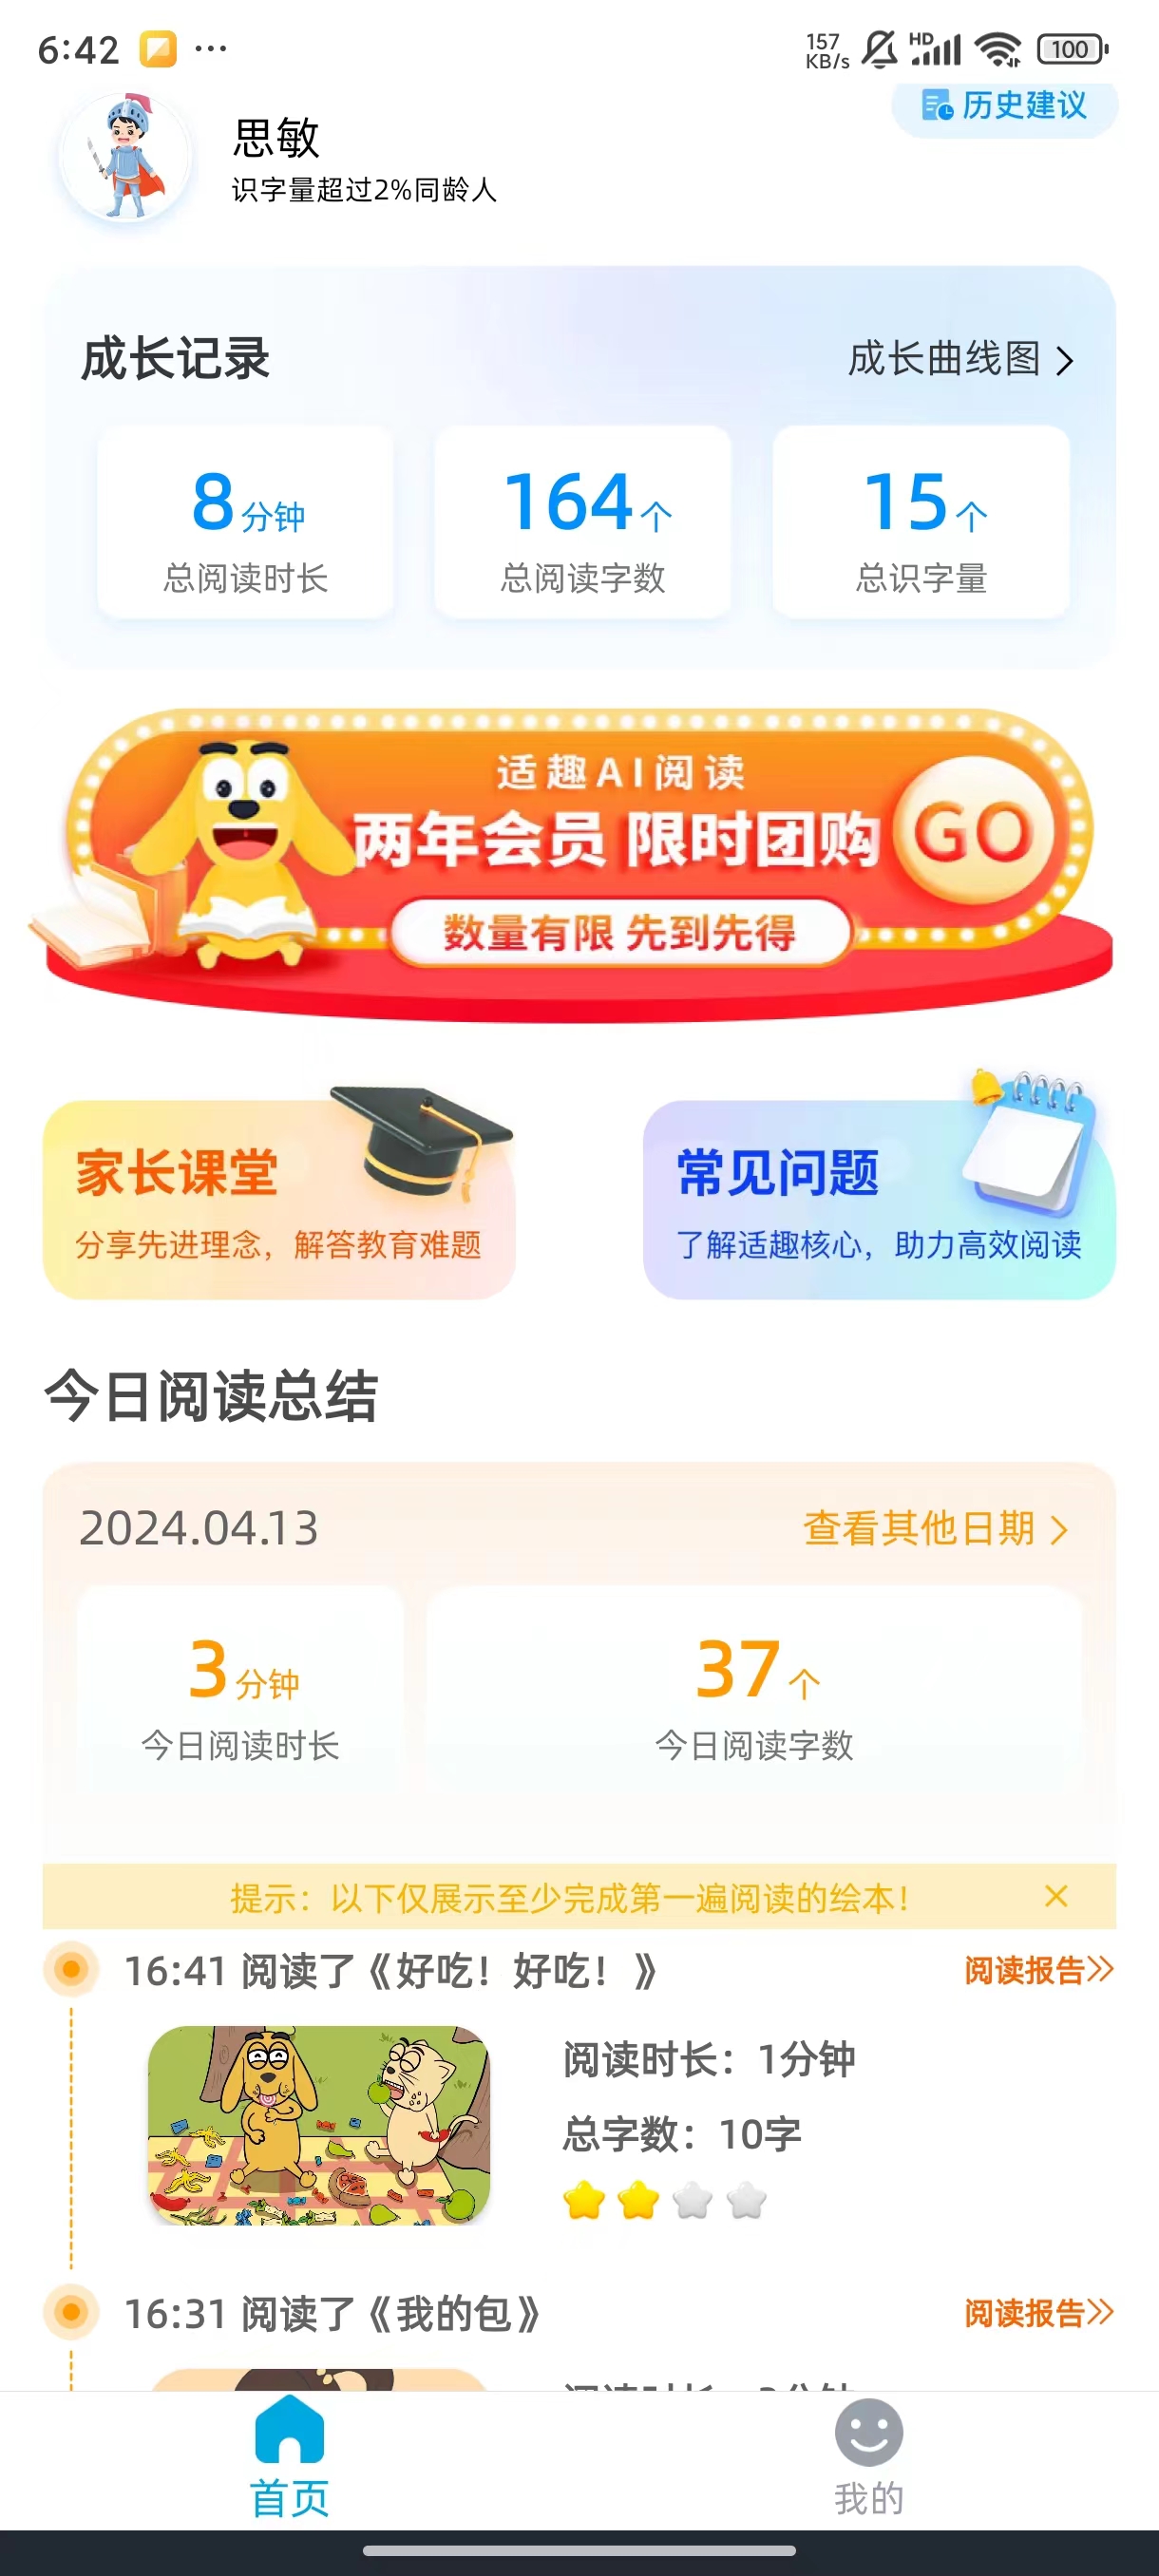 6:42
157 KB/s
HD
100
历史建议
思敏
识字量超过2%同龄人
成长记录
成长曲线图
8分钟
164个
15个
总阅读时长
总阅读字数
总识字量
适趣AI阅读
两年会员 限时团购
GO
数量有限 先到先得
家长课堂
分享先进理念，解答教育难题
常见问题
了解适趣核心，助力高效阅读
今日阅读总结
2024.04.13
查看其他日期
3分钟
37个
今日阅读时长
今日阅读字数
提示：以下仅展示至少完成第一遍阅读的绘本！
16:41 阅读了《好吃！好吃！》
阅读报告
阅读时长：1分钟
总字数：10字
16:31 阅读了《我的包》
阅读报告
首页
我的